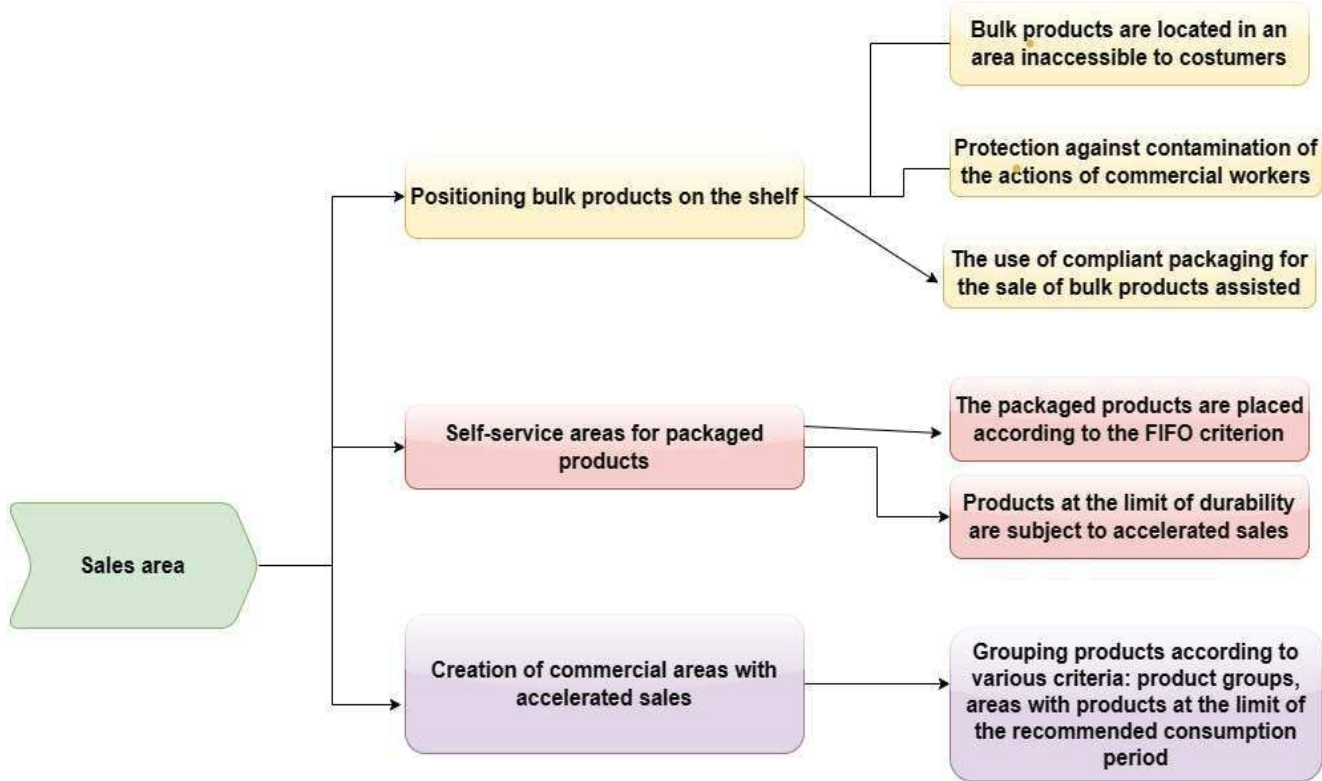 Bulk products are located in an
area inaccessible to costumers
Protection against contamination of
the actions of commercial workers
Positioning bulk products on the shelf
The use of compliant packaging for
the sale of bulk products assisted
The packaged products are placed
according to the FIFO criterion
Self-service areas for packaged
products
Products at the limit of durability
are subject to accelerated sales
Sales area
Creation of commercial areas with
accelerated sales
Grouping products according to
various criteria: product groups,
areas with products at the limit of
the recommended consumption
period